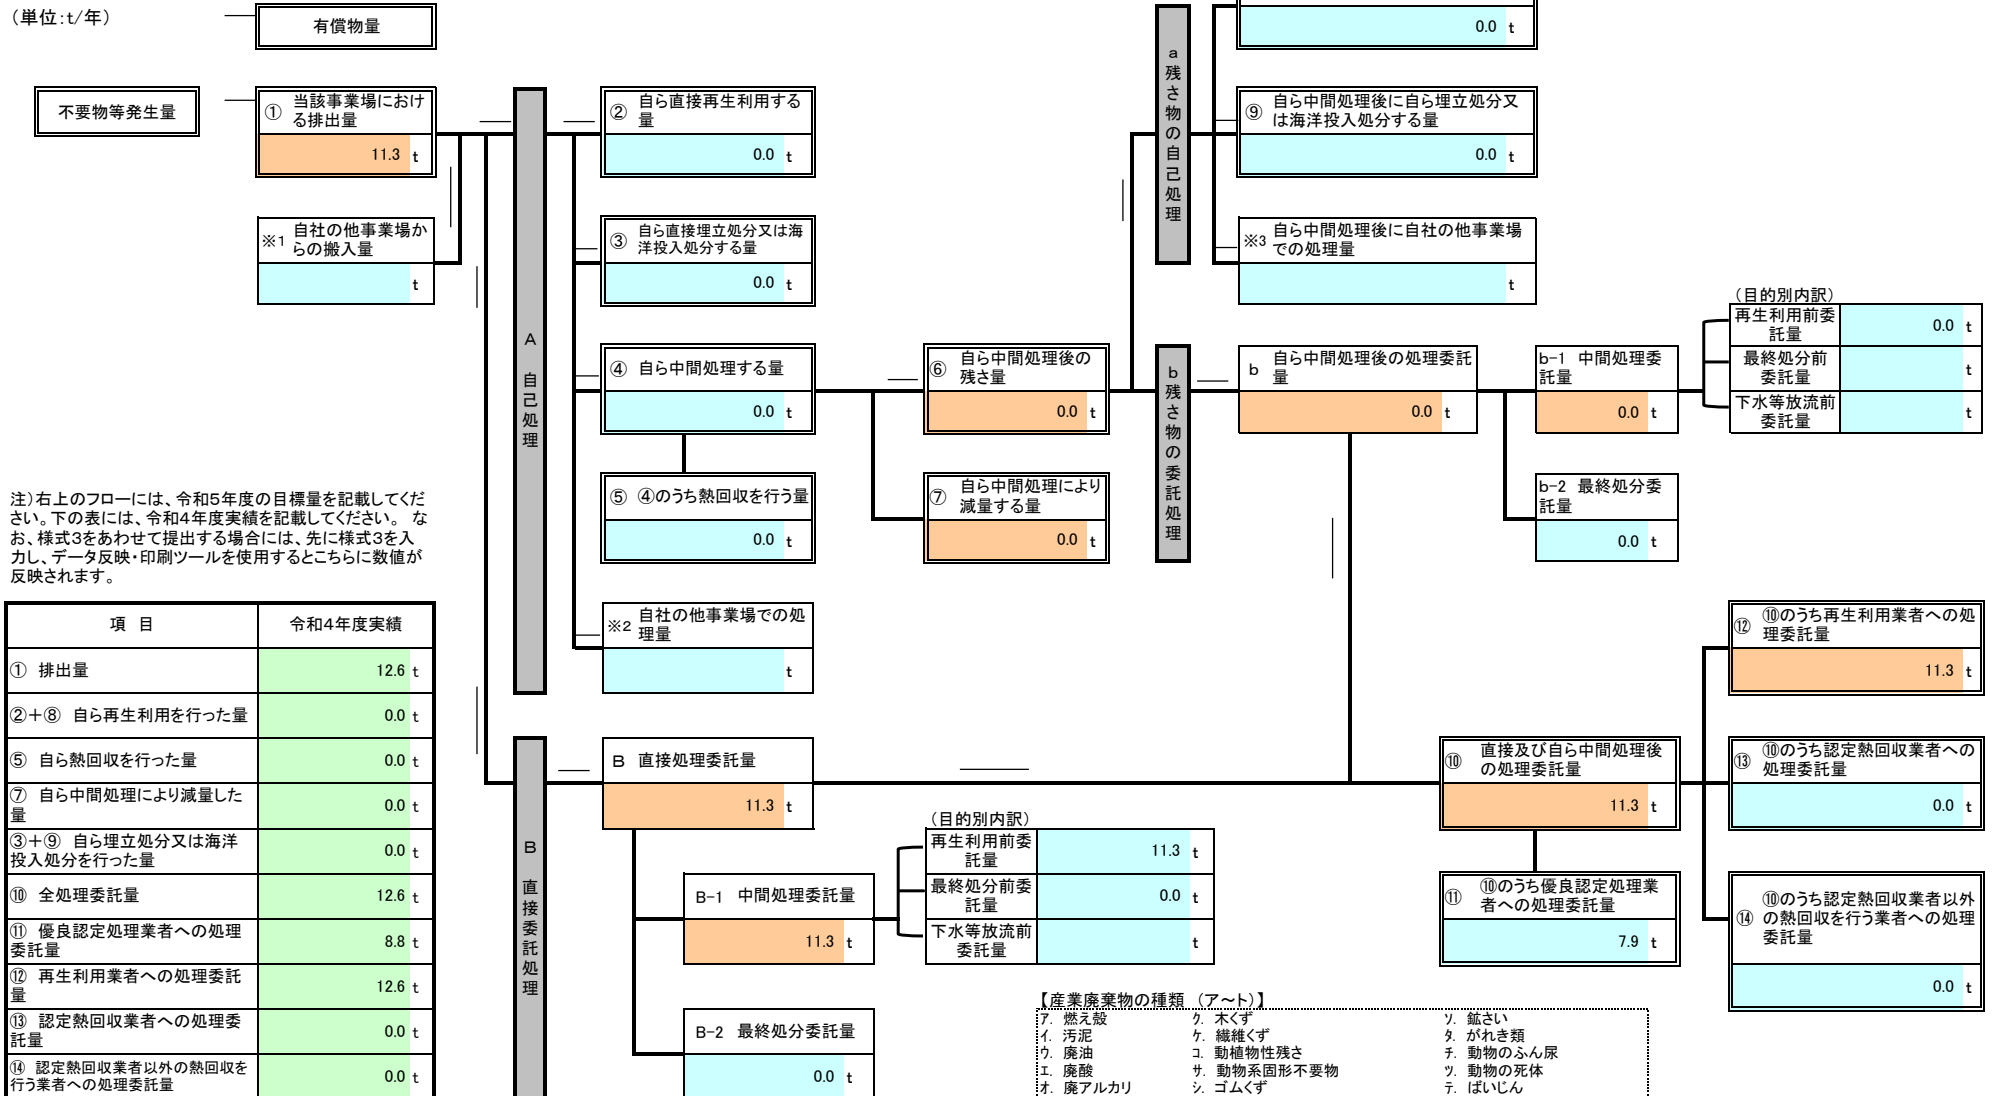 （単位:t/年）
有償物量
不要物等発生量
① 当該事業場におけ
る排出量
11.3 t
※1 自社の他事業場か
らの搬入量
t
A 自己処理
② 自ら直接再生利用する
量
0.0 t
③ 自ら直接埋立処分又は海
洋投入処分する量
0.0 t
④ 自ら中間処理する量
0.0 t
⑤ ④のうち熱回収を行う量
0.0 t
※2 自社の他事業場での処
理量
t
⑥ 自ら中間処理後の
残さ量
0.0 t
⑦ 自ら中間処理により
減量する量
0.0 t
a 残さ物の自己処理
0.0 t
⑨ 自ら中間処理後に自ら埋立処分又
は海洋投入処分する量
0.0 t
※3 自ら中間処理後に自社の他事業場
での処理量
t
b 残さ物の委託処理
b 自ら中間処理後の処理委託
量
0.0 t
b-1 中間処理委
託量
0.0 t
b-2 最終処分委
託量
0.0 t
（目的別内訳）
再生利用前委
託量
0.0 t
最終処分前
委託量
t
下水等放流前
委託量
t
注）右上のフローには、令和5年度の目標量を記載してくだ
さい。下の表には、令和4年度実績を記載してください。 な
お、様式3をあわせて提出する場合には、先に様式3を入
力し、データ反映・印刷ツールを使用するとこちらに数値が
反映されます。
項 目 令和4年度実績
① 排出量 12.6 t
②＋⑧ 自ら再生利用を行った量 0.0 t
⑤ 自ら熱回収を行った量 0.0 t
⑦ 自ら中間処理により減量した
量 0.0 t
③＋⑨ 自ら埋立処分又は海洋
投入処分を行った量 0.0 t
⑩ 全処理委託量 12.6 t
⑪ 優良認定処理業者への処理
委託量 8.8 t
⑫ 再生利用業者への処理委託
量 12.6 t
⑬ 認定熱回収業者への処理委
託量 0.0 t
⑭ 認定熱回収業者以外の熱回収を
行う業者への処理委託量 0.0 t
B 直接委託処理
B 直接処理委託量
11.3 t
B-1 中間処理委託量
11.3 t
B-2 最終処分委託量
0.0 t
（目的別内訳）
再生利用前委
託量
11.3 t
最終処分前委
託量
0.0 t
下水等放流前
委託量
t
⑩ 直接及び自ら中間処理後
の処理委託量
11.3 t
⑪ ⑩のうち優良認定処理業
者への処理委託量
7.9 t
⑫ ⑩のうち再生利用業者への処
理委託量
11.3 t
⑬ ⑩のうち認定熱回収業者への
処理委託量
0.0 t
⑭ ⑩のうち認定熱回収業者以外
の熱回収を行う業者への処理
委託量
0.0 t
【産業廃棄物の種類 （ア～ト）】
ｱ. 燃え殻 ｸ. 木くず ｿ. 鉱さい
ｲ. 汚泥 ｹ. 繊維くず ﾀ. がれき類
ｳ. 廃油 ｺ. 動植物性残さ ﾁ. 動物のふん尿
ｴ. 廃酸 ｻ. 動物系固形不要物 ﾂ. 動物の死体
ｵ. 廃アルカリ ｼ. ゴムくず ﾃ. ばいじん